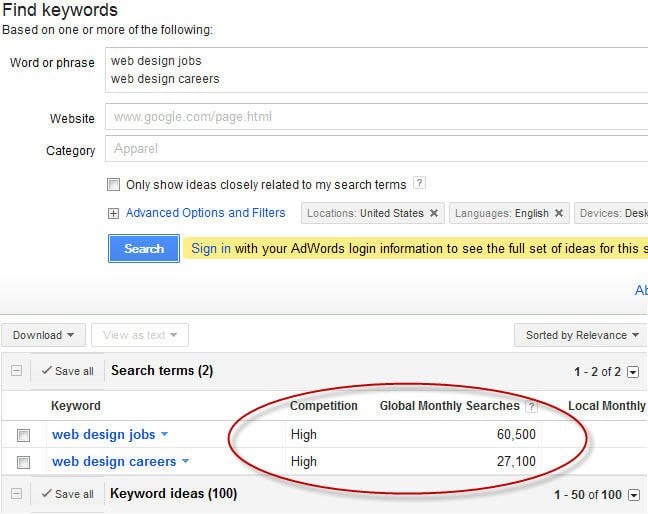 Find keywords
Based on one or more of the following:
Word or phrase web design jobs
web design careers
Website www.google.com/page.html
Category Apparel
Only show ideas closely related to my search terms ?
Advanced Options and Filters Locations: United States × Languages: English × Devices: Desk
Search Sign in with your AdWords login information to see the full set of ideas for this s
Ab
Download View as text Sorted by Relevance
Save all Search terms (2) 1 - 2 of 2
Keyword Competition Global Monthly Searches ? Local Monthly
web design jobs High 60,500
web design careers High 27,100
Save all Keyword ideas (100) 1 - 50 of 100